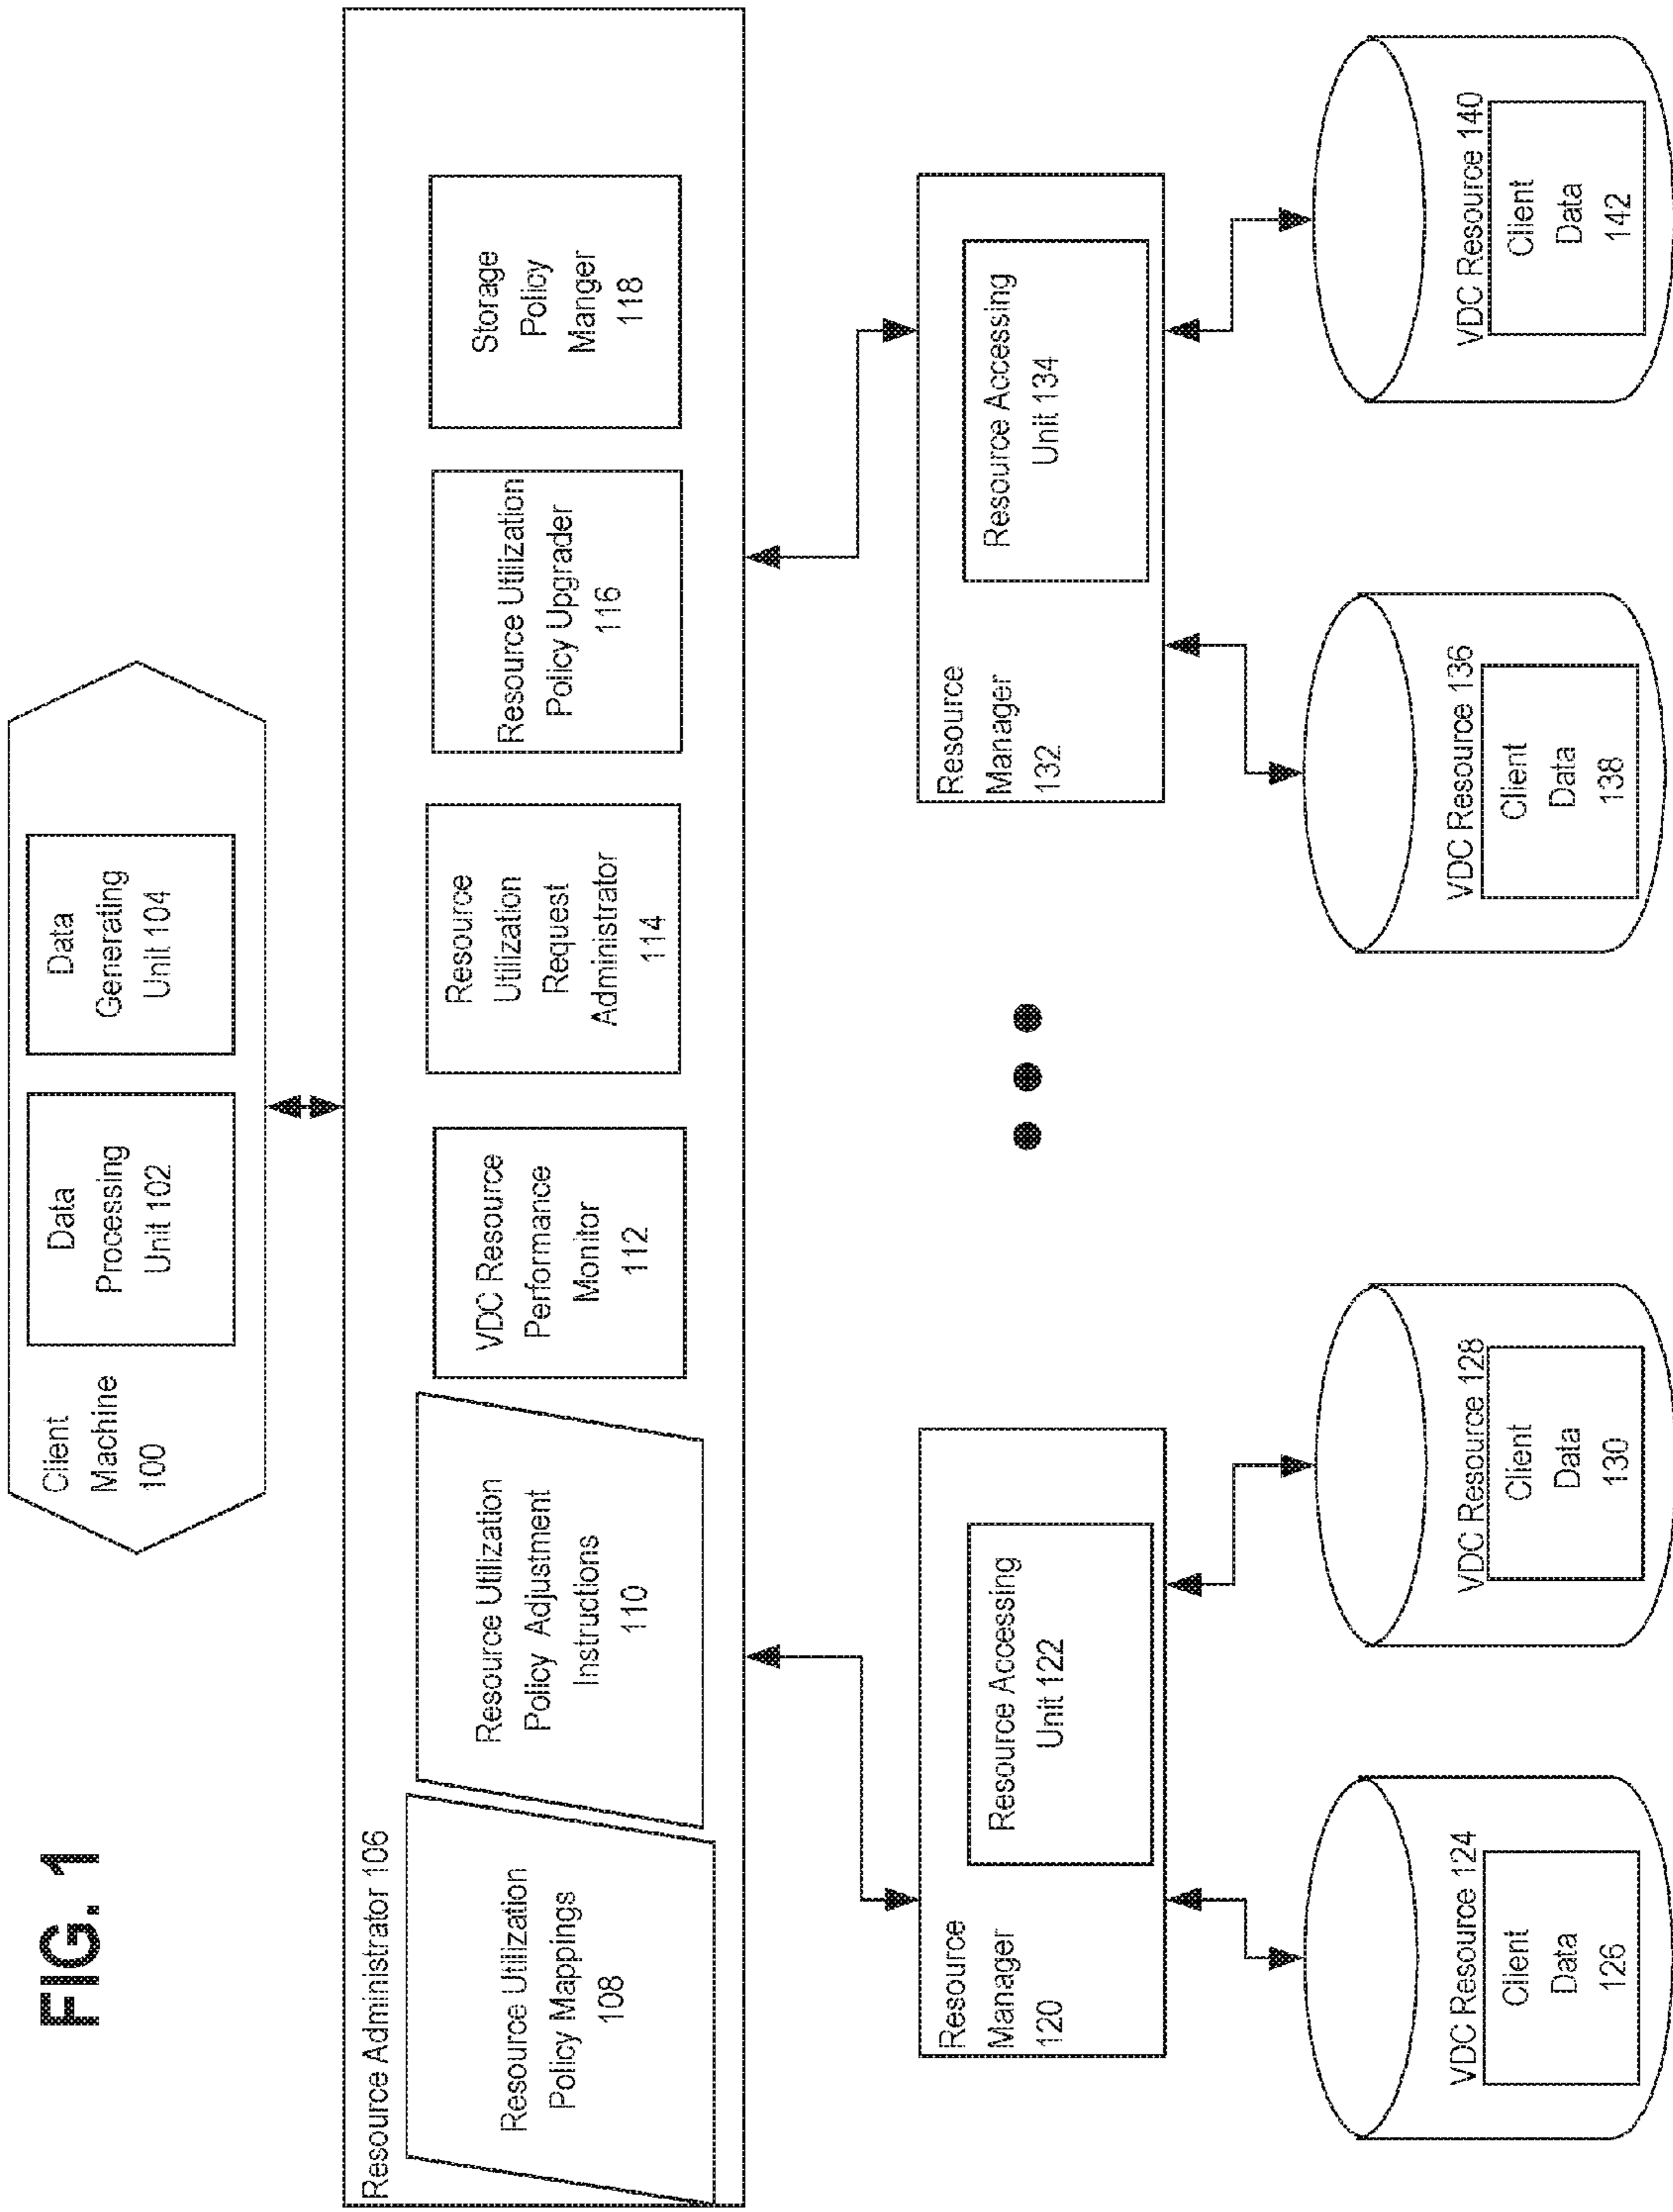 FIG. 1
Client
Machine
100
Data
Processing
Unit 102
Data
Generating
Unit 104
Resource Administrator 106
Resource Utilization
Policy Mappings
108
Resource Utilization
Policy Adjustment
Instructions
110
VDC Resource
Performance
Monitor
112
Resource
Utilization
Request
Administrator
114
Resource Utilization
Policy Upgrader
116
Storage
Policy
Manger
118
Resource
Manager
120
Resource Accessing
Unit 122
Resource
Manager
132
Resource Accessing
Unit 134
VDC Resource 124
Client
Data
126
VDC Resource 128
Client
Data
130
VDC Resource 136
Client
Data
138
VDC Resource 140
Client
Data
142